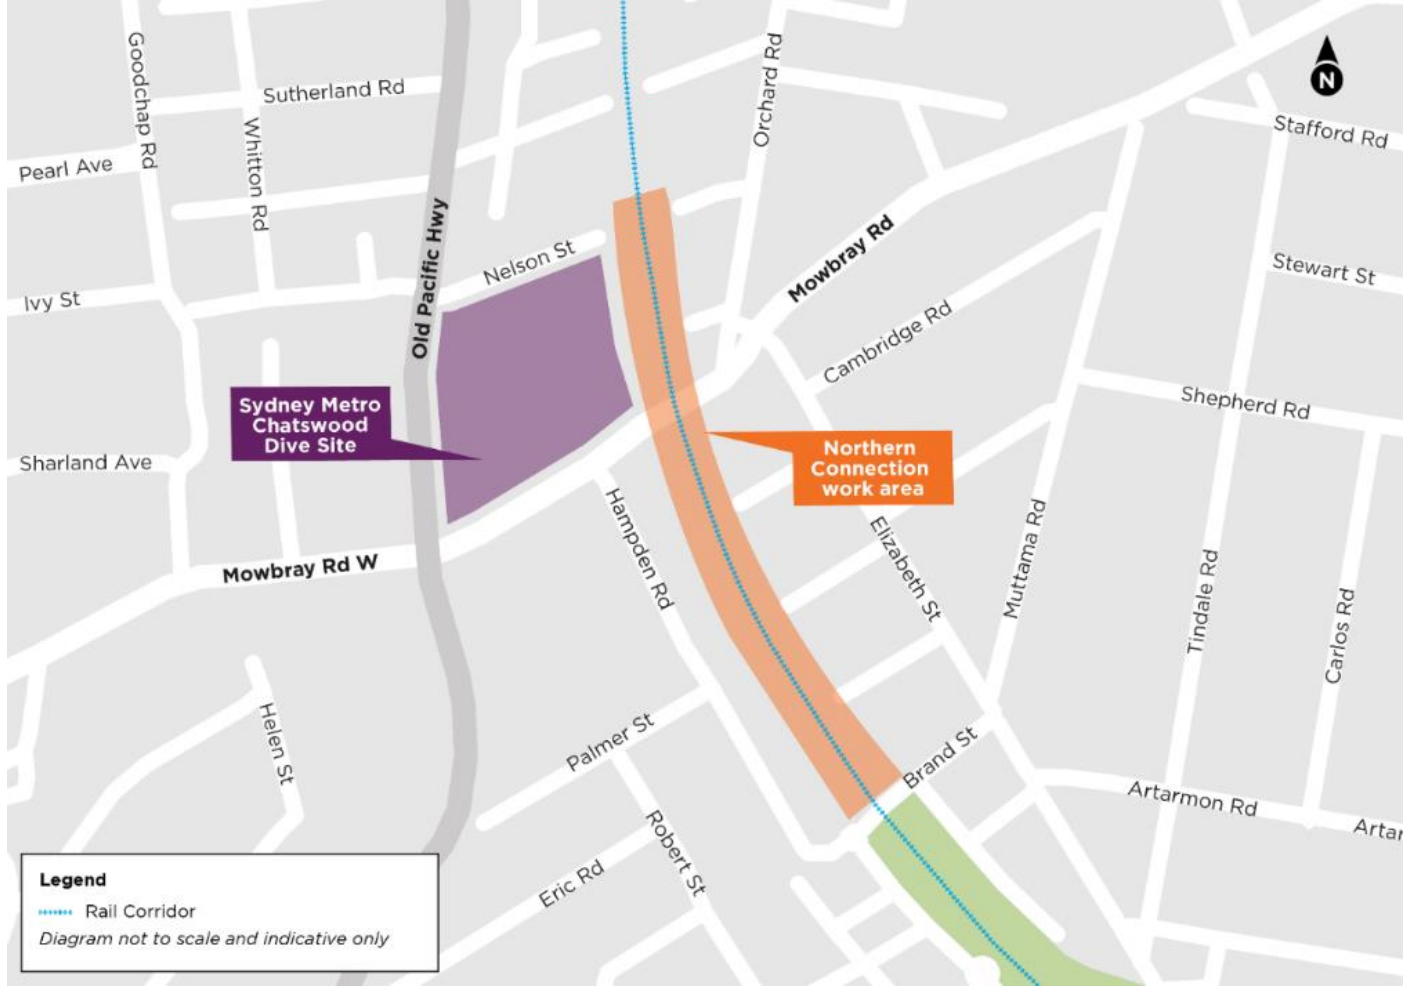 Goodchap Rd
Sutherland Rd
Orchard Rd
N
Whitton Rd
Stafford Rd
Pearl Ave
Old Pacific Hwy
Mowbray Rd
Nelson St
Stewart St
Ivy St
Cambridge Rd
Sydney Metro
Chatswood
Dive Site
Shepherd Rd
Northern
Connection
work area
Sharland Ave
Hampden Rd
Elizabeth St
Muttama Rd
Mowbray Rd W
Tindale Rd
Carlos Rd
Helen St
Palmer St
Brand St
Artarmon Rd
Artar
Robert St
Eric Rd
Legend
Rail Corridor
Diagram not to scale and indicative only